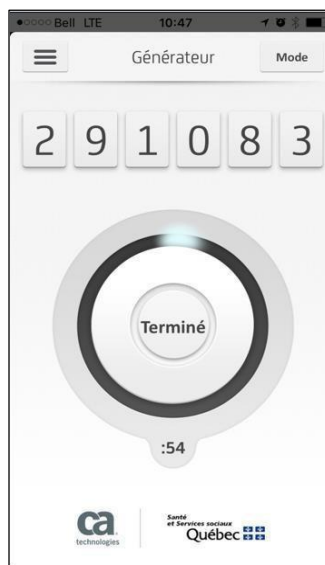 ●○○○○ Bell LTE 10:47
Générateur Mode
2 9 1 0 8 3
Terminé
:54
ca
technologies
Santé
et Services sociaux
Québec